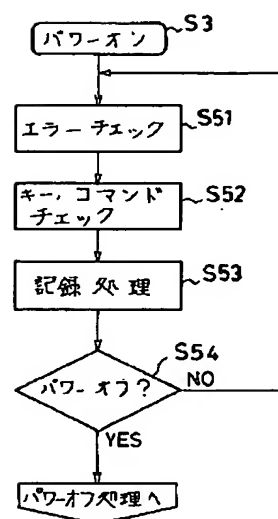 パワーオン
S3
エラーチェック
S51
キー,コマンド
チェック
S52
記録処理
S53
パワーオフ?
S54
NO
YES
パワーオフ処理へ